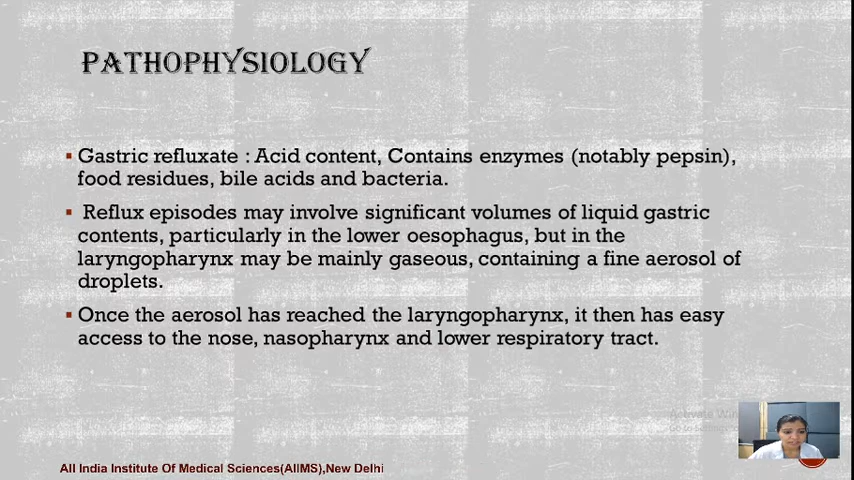 PATHOPHYSIOLOGY
▪ Gastric refluxate : Acid content, Contains enzymes (notably pepsin),
food residues, bile acids and bacteria.
▪ Reflux episodes may involve significant volumes of liquid gastric
contents, particularly in the lower oesophagus, but in the
laryngopharynx may be mainly gaseous, containing a fine aerosol of
droplets.
▪ Once the aerosol has reached the laryngopharynx, it then has easy
access to the nose, nasopharynx and lower respiratory tract.
Activate
Go to
All India Institute Of Medical Sciences(AIIMS),New Delhi